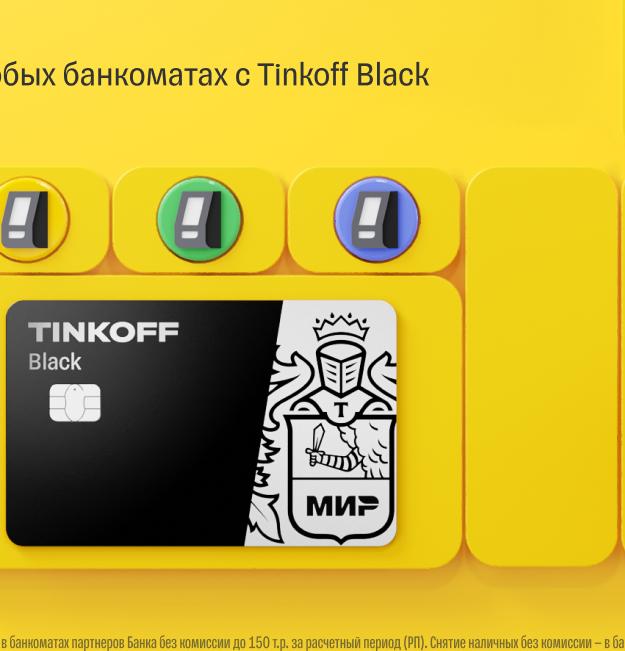 обых банкоматах с Tinkoff Black
TINKOFF
Black
T
МИР
в банкоматах партнеров Банка без комиссии до 150 т.р. за расчетный период (РП). Снятие наличных без комиссии – в ба